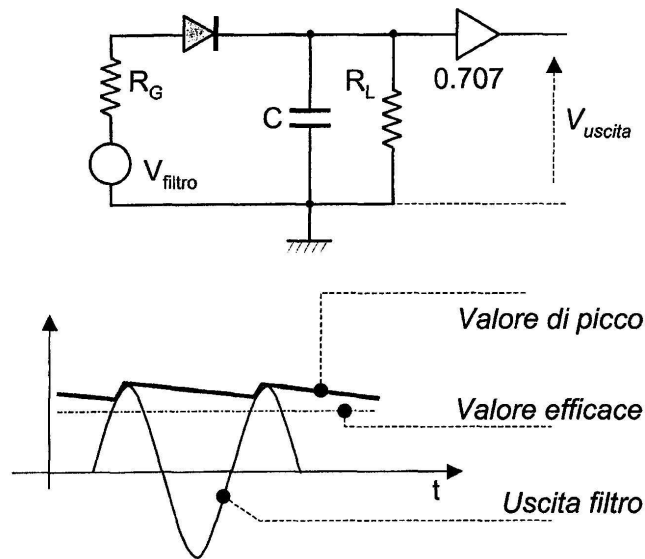 R_G
R_L
0.707
C
V_filtro
V_uscita
Valore di picco
Valore efficace
t
Uscita filtro